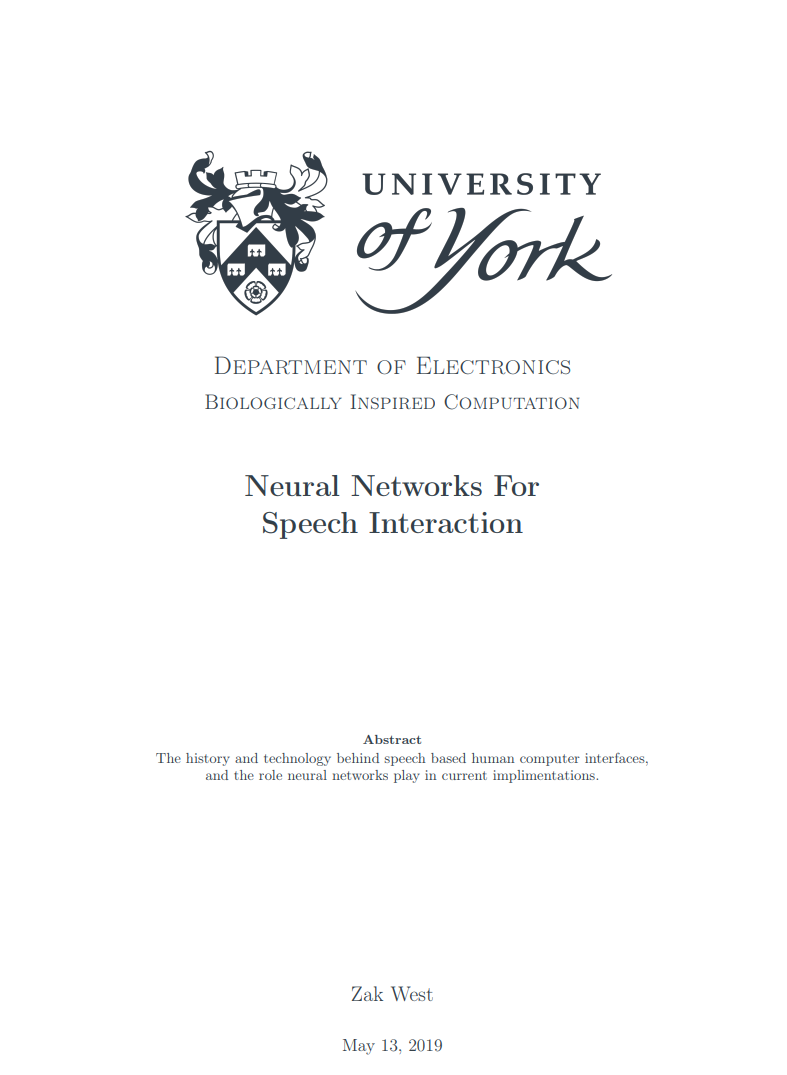 UNIVERSITY
of York
Department of Electronics
Biologically Inspired Computation
Neural Networks For
Speech Interaction
Abstract
The history and technology behind speech based human computer interfaces,
and the role neural networks play in current implimentations.
Zak West
May 13, 2019